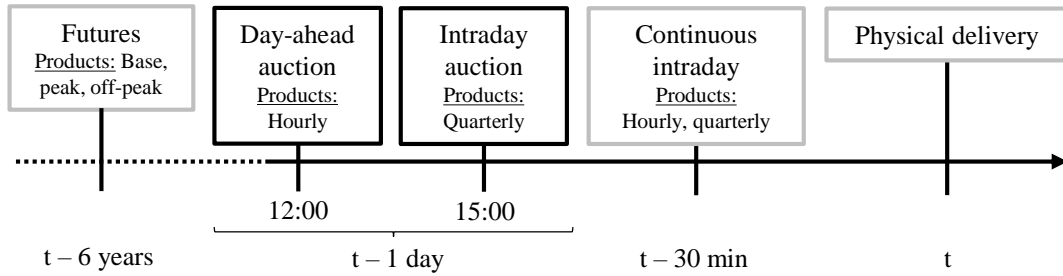 Futures
Products: Base,
peak, off-peak
Day-ahead
auction
Products:
Hourly
Intraday
auction
Products:
Quarterly
Continuous
intraday
Products:
Hourly, quarterly
Physical delivery
12:00
15:00
t – 6 years
t – 1 day
t – 30 min
t